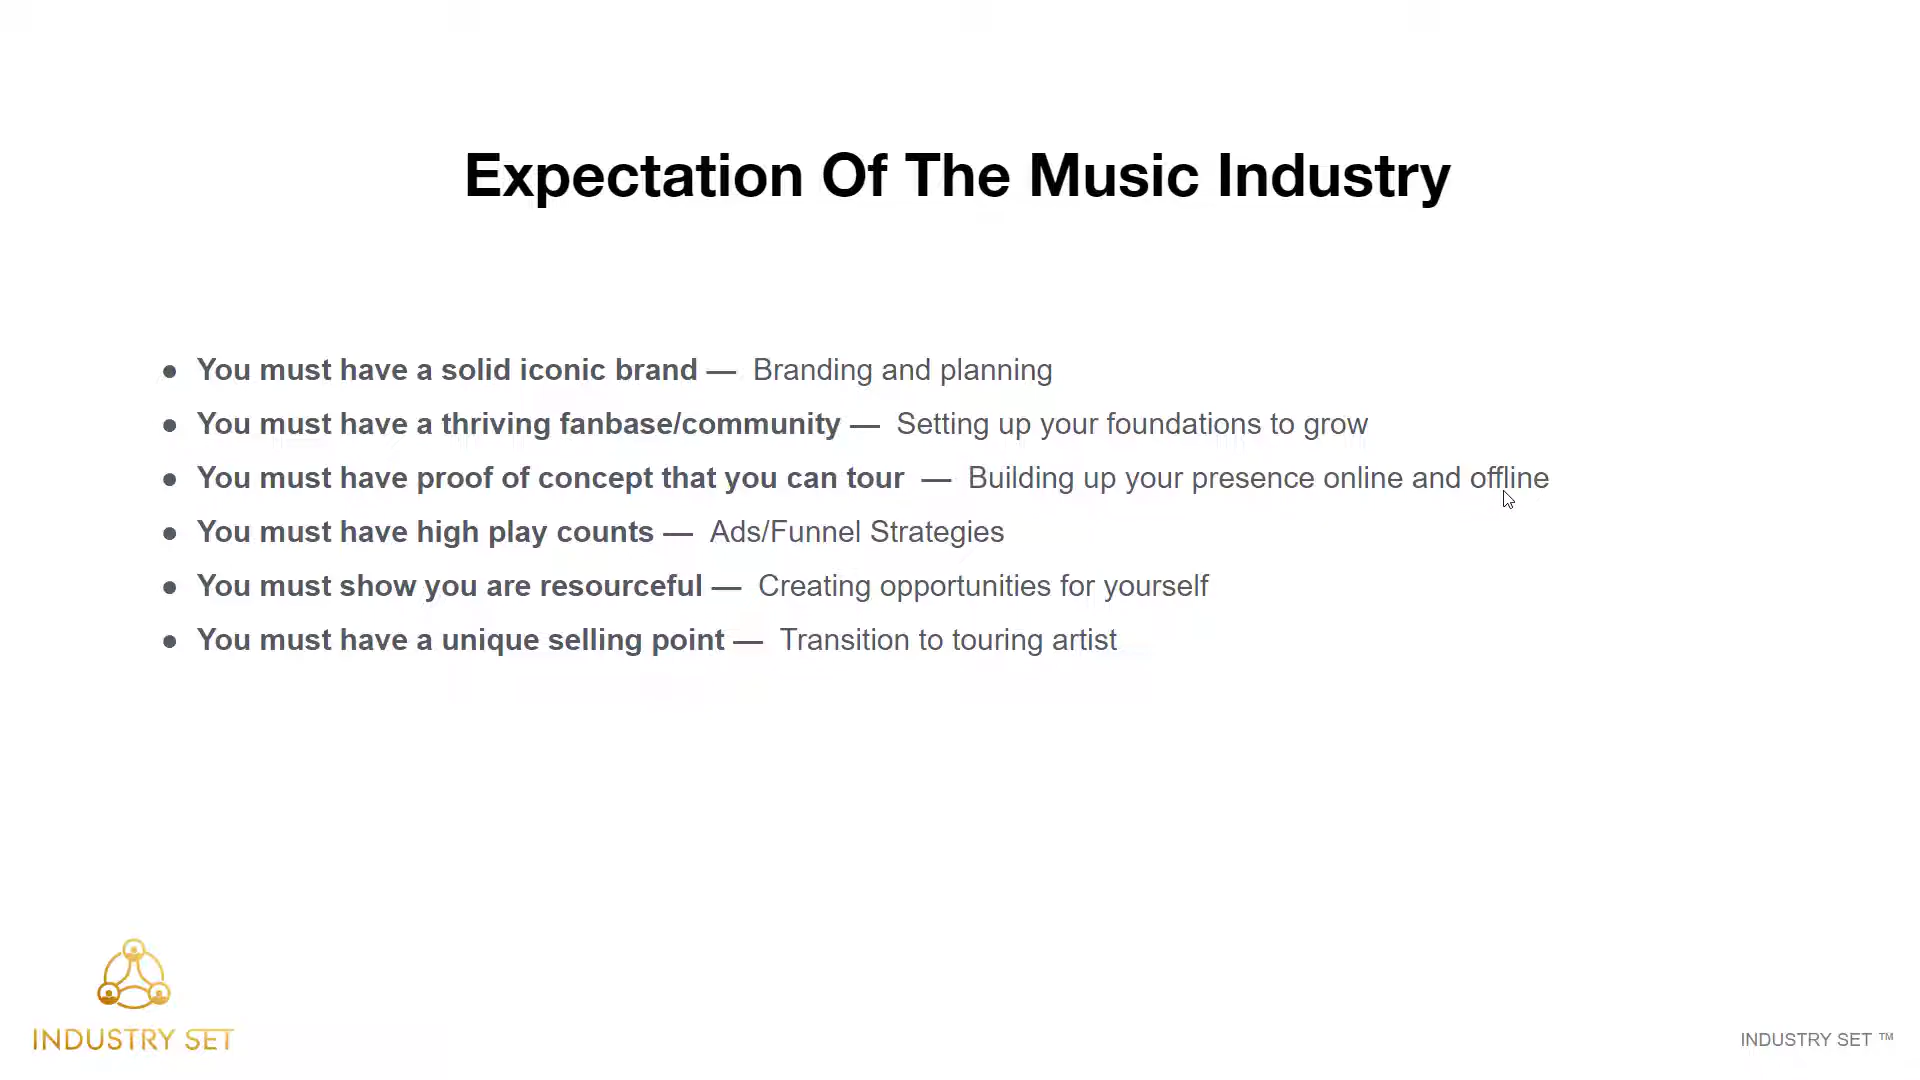 Expectation Of The Music Industry
● You must have a solid iconic brand — Branding and planning
● You must have a thriving fanbase/community — Setting up your foundations to grow
● You must have proof of concept that you can tour — Building up your presence online and offline
● You must have high play counts — Ads/Funnel Strategies
● You must show you are resourceful — Creating opportunities for yourself
● You must have a unique selling point — Transition to touring artist
INDUSTRY SET
INDUSTRY SET ™